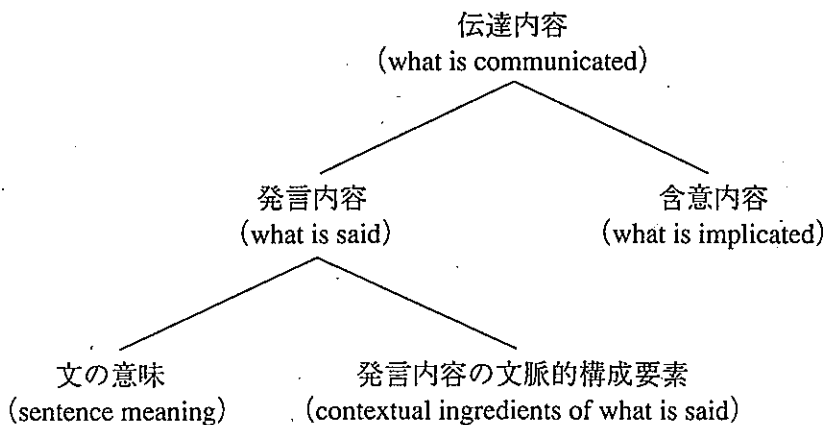 伝達内容
(what is communicated)
発言内容
(what is said)
含意内容
(what is implicated)
文の意味
(sentence meaning)
発言内容の文脈的構成要素
(contextual ingredients of what is said)